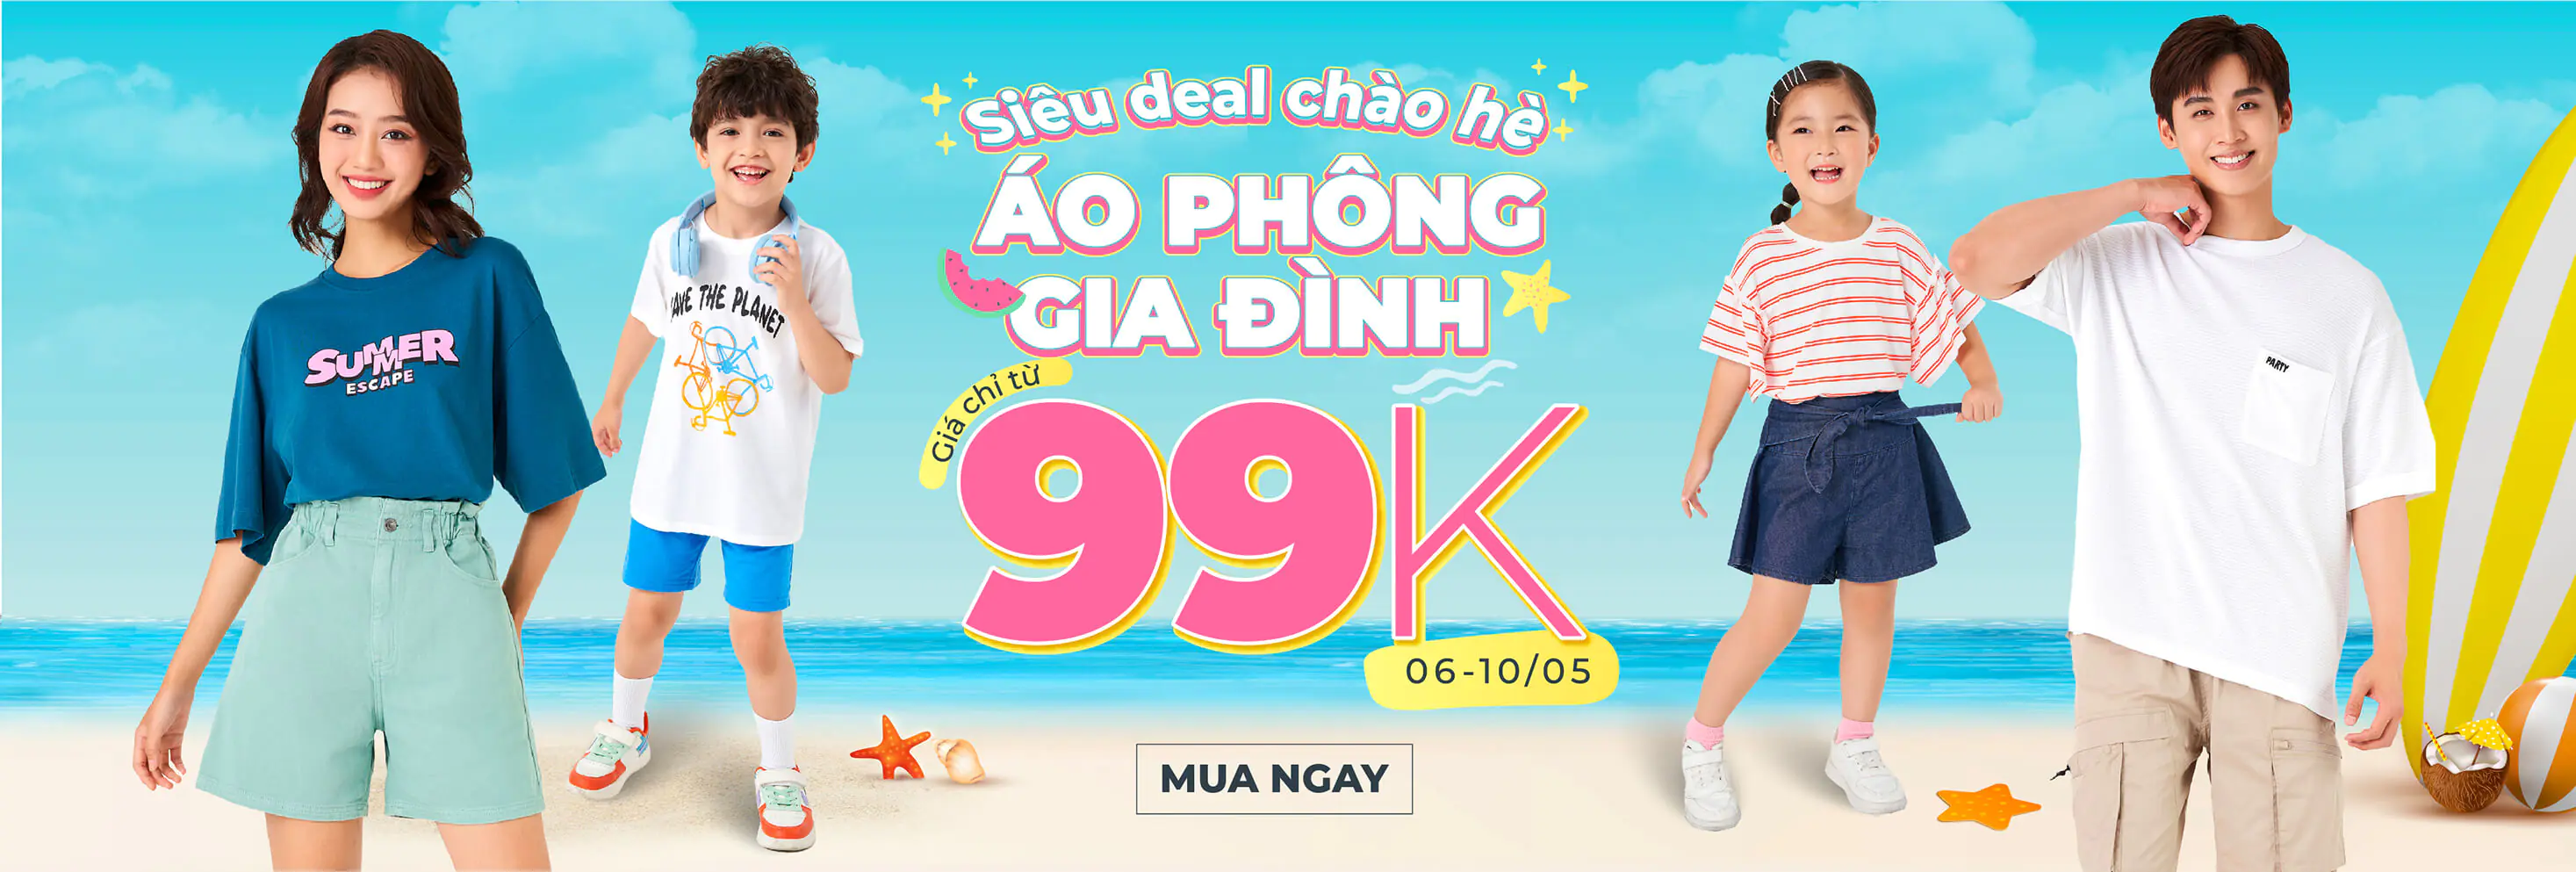 Siêu deal chào hè
ÁO PHÔNG
GIA ĐÌNH
Giá chỉ từ
99K
06-10/05
MUA NGAY
SUMMER
ESCAPE
THE PLANET
PARTY